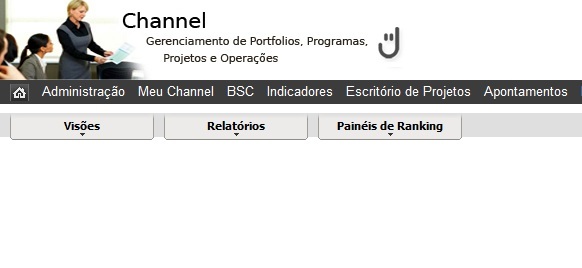 Channel
Gerenciamento de Portfolios, Programas,
Projetos e Operações
Administração Meu Channel BSC Indicadores Escritório de Projetos Apontamentos
Visões Relatórios Painéis de Ranking